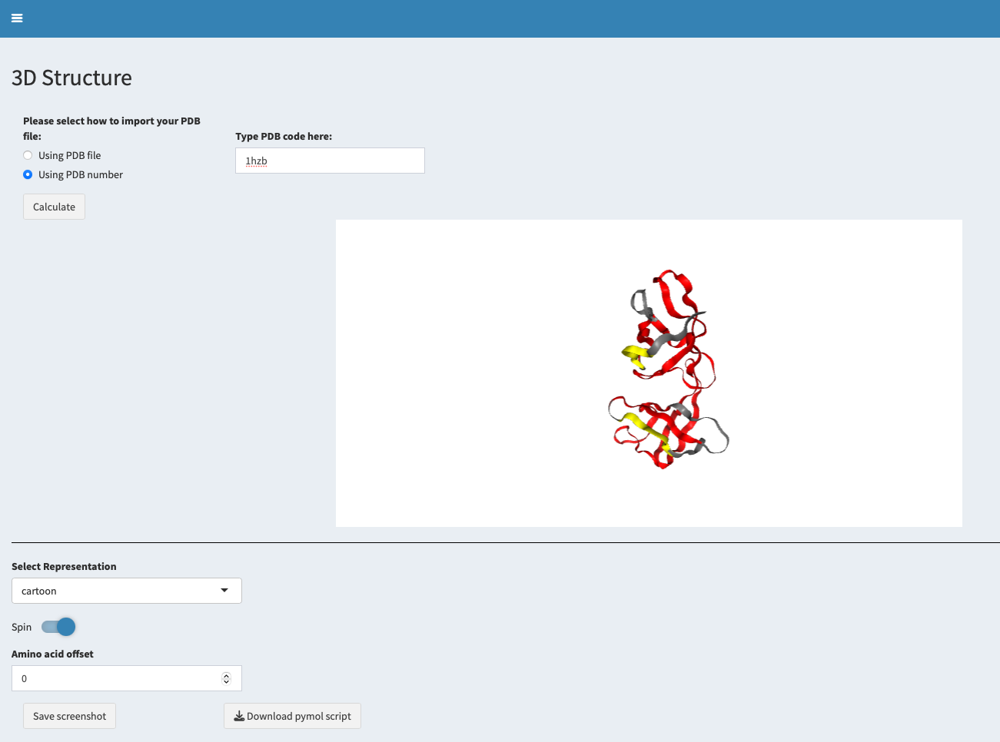 3D Structure
Please select how to import your PDB
file:
Using PDB file
Using PDB number
Type PDB code here:
1hzb
Calculate
Select Representation
cartoon
Spin
Amino acid offset
0
Save screenshot
Download pymol script